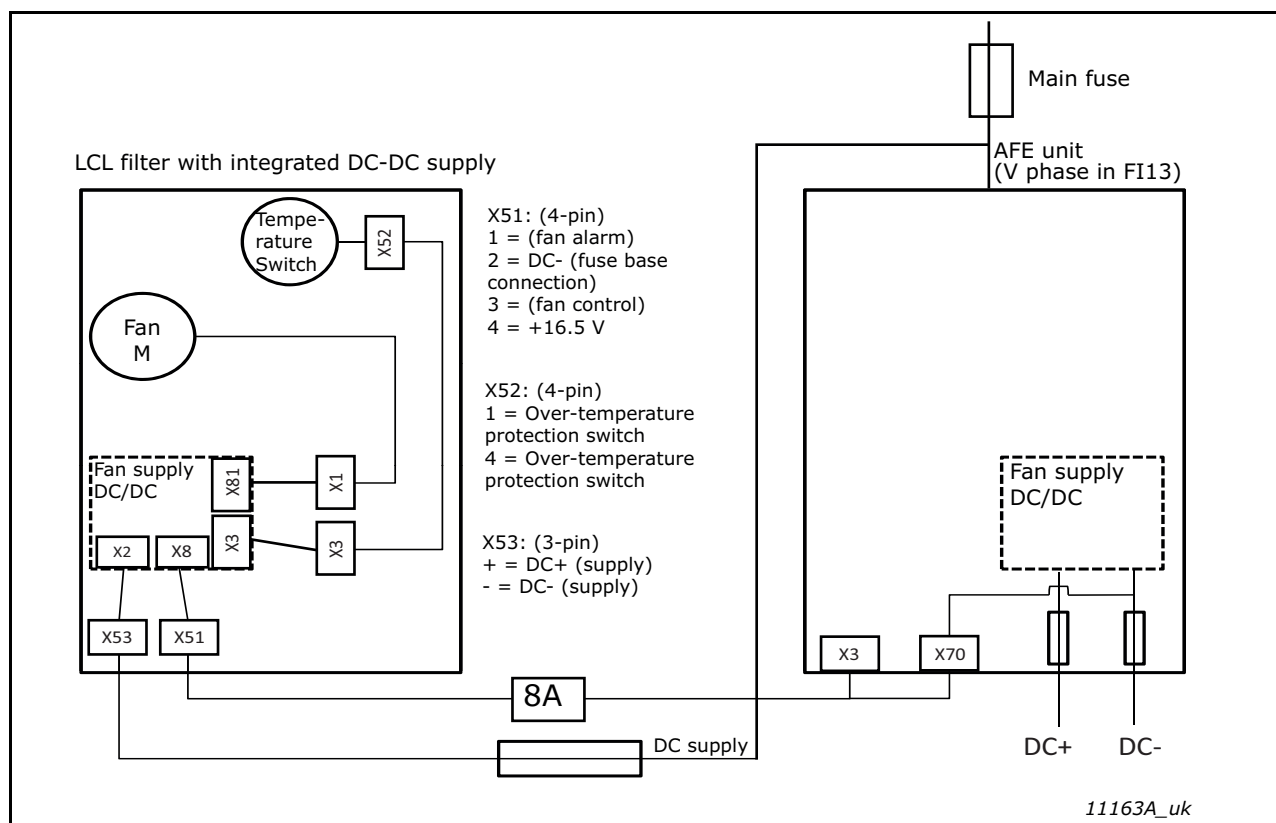 Main fuse
LCL filter with integrated DC-DC supply
AFE unit
(V phase in FI13)
Tempe-
rature
Switch
X52
X51: (4-pin)
1 = (fan alarm)
2 = DC- (fuse base
connection)
3 = (fan control)
4 = +16.5 V
Fan
M
X52: (4-pin)
1 = Over-temperature
protection switch
4 = Over-temperature
protection switch
Fan supply
DC/DC
X81
X1
X3
X3
X2
X8
X53: (3-pin)
+ = DC+ (supply)
- = DC- (supply)
Fan supply
DC/DC
X53
X51
X3
X70
8A
DC supply
DC+
DC-
11163A_uk